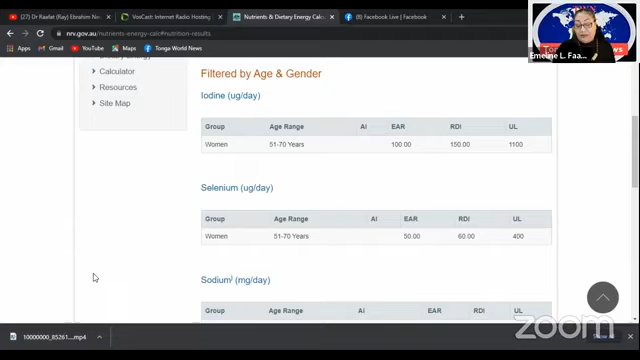 (27) Dr Raafat (Ray) Ebrahim Ne
VoxCast: Internet Radio Hosting
Nutrients & Dietary Energy Calc
(8) Facebook Live | Facebook
nrv.gov.au/nutrients-energy-calc#nutrition-results
Apps
Gmail
YouTube
Maps
Tonga World News
Calculator
Resources
Site Map
Filtered by Age & Gender
Iodine (ug/day)
Group Age Range AI EAR RDI UL
Women 51-70 Years 100.00 150.00 1100
Selenium (ug/day)
Group Age Range AI EAR RDI UL
Women 51-70 Years 50.00 60.00 400
Sodium (mg/day)
Group Age Range AI EAR RDI UL
Emeline L. Faa...
10000000_85261....mp4
Show all
zoom